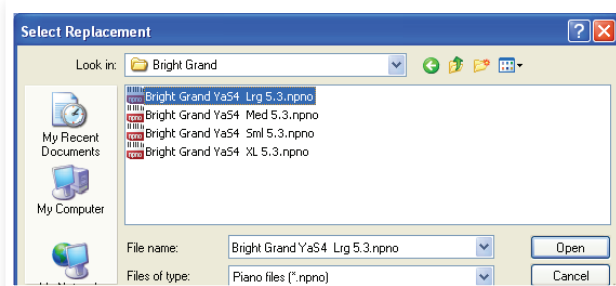 Select Replacement
Look in:
Bright Grand
Bright Grand YaS4 Lrg 5.3.npno
Bright Grand YaS4 Med 5.3.npno
Bright Grand YaS4 Sml 5.3.npno
Bright Grand YaS4 XL 5.3.npno
My Recent
Documents
My Computer
File name:
Bright Grand YaS4 Lrg 5.3.npno
Open
Files of type:
Piano files (*.npno)
Cancel